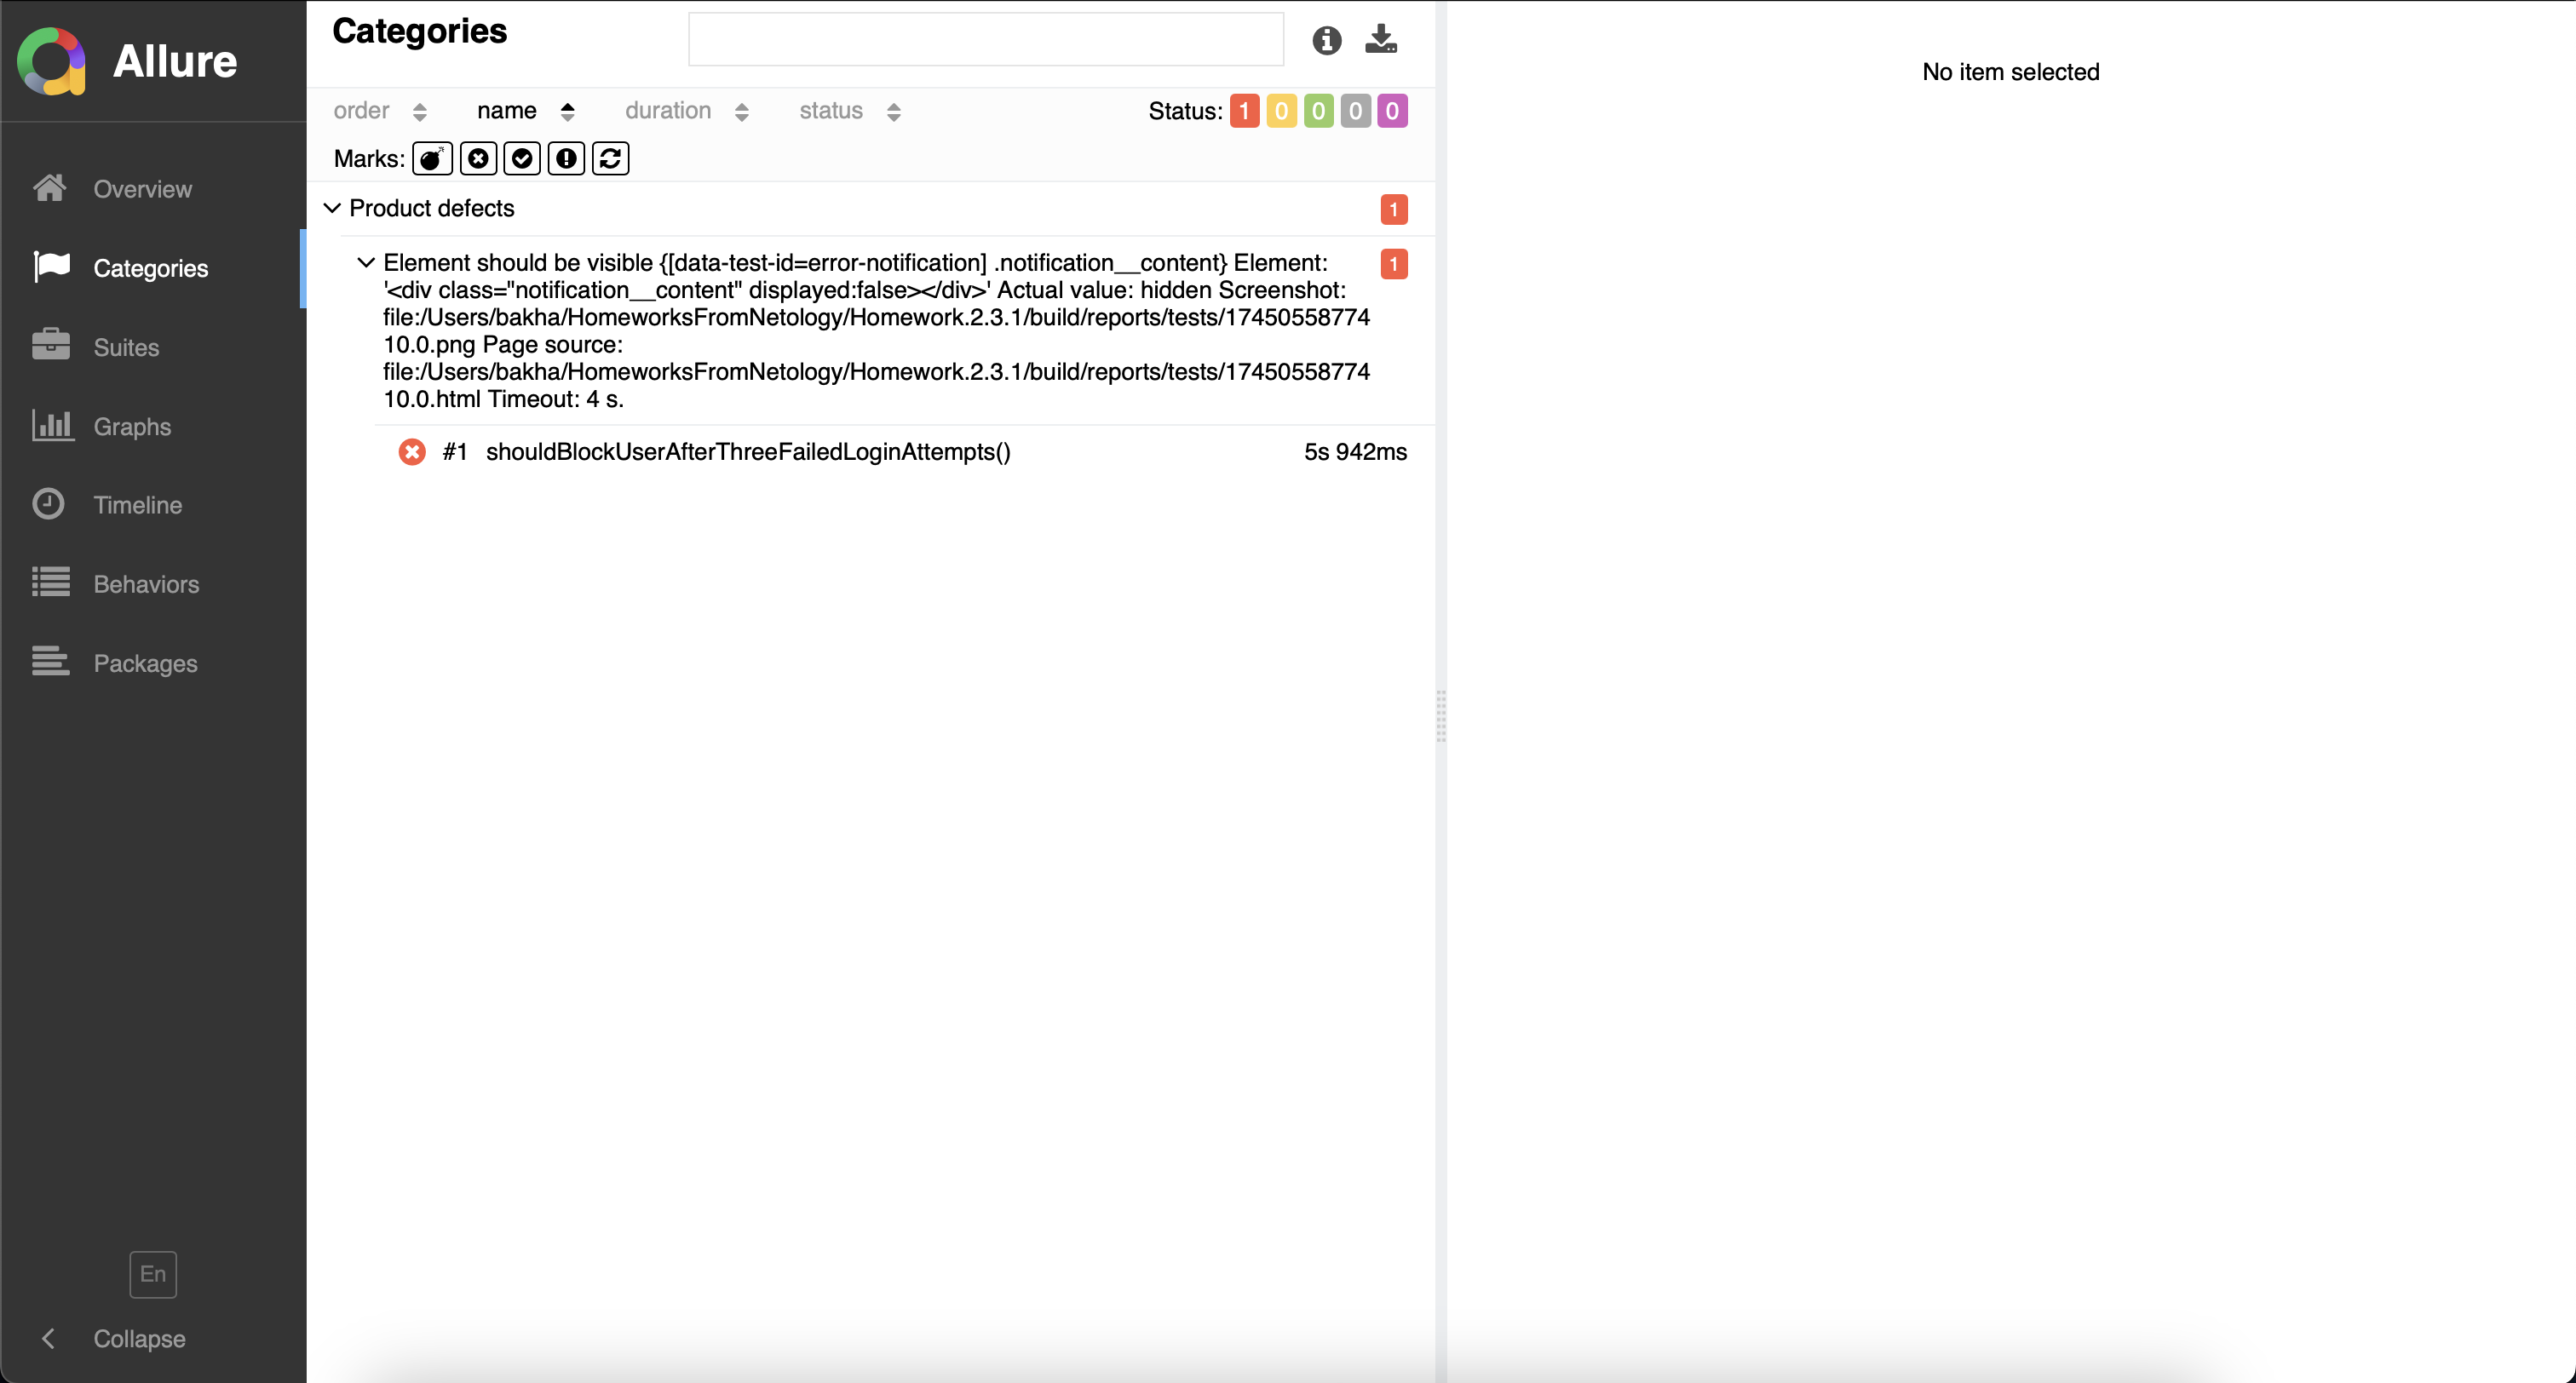 Allure
Overview
Categories
Suites
Graphs
Timeline
Behaviors
Packages
En
Collapse
Categories
order name duration status
Status: 1 0 0 0 0
Marks:
Product defects 1
Element should be visible {[data-test-id=error-notification] .notification__content} Element: 1
'<div class="notification__content" displayed:false></div>' Actual value: hidden Screenshot:
file:/Users/bakha/HomeworksFromNetology/Homework.2.3.1/build/reports/tests/17450558774
10.0.png Page source:
file:/Users/bakha/HomeworksFromNetology/Homework.2.3.1/build/reports/tests/17450558774
10.0.html Timeout: 4 s.
#1 shouldBlockUserAfterThreeFailedLoginAttempts() 5s 942ms
No item selected